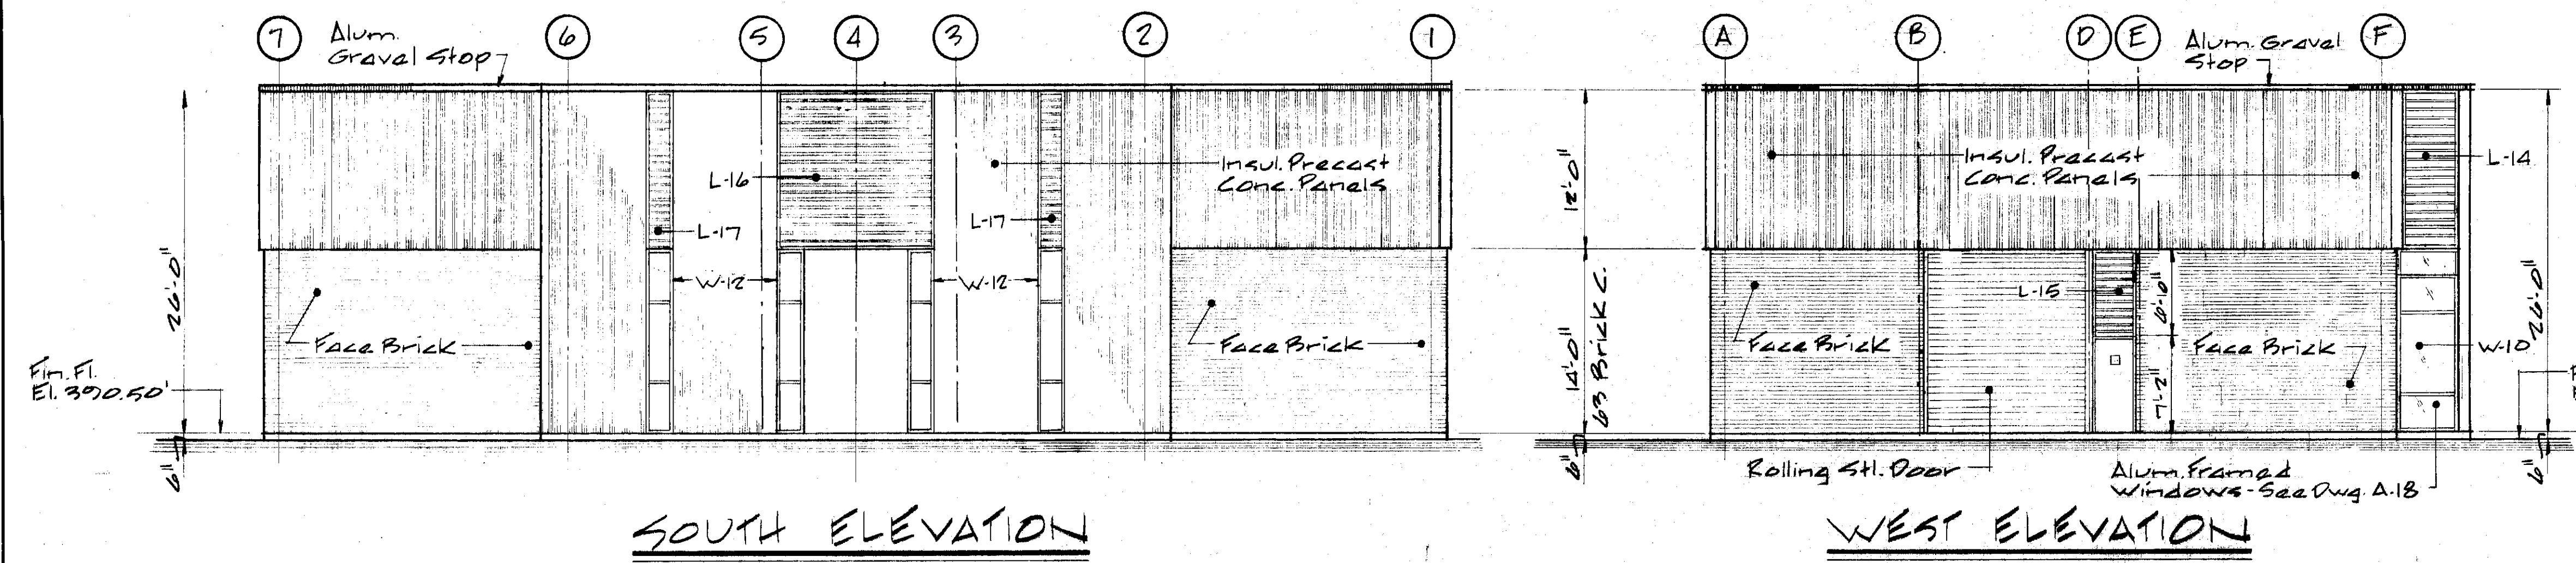 7
Alum.
Gravel Stop
6
5
4
3
2
1
26'-0"
6"
Fin. Fl.
El. 390.50'
L-16
L-17
L-17
W-12
W-12
Insul. Precast
Conc. Panels
Face Brick
Face Brick
SOUTH ELEVATION
A
B
D
E
Alum. Gravel
Stop
F
12'-0"
14'-0"
63 Brick C.
6"
Insul. Precast
Conc. Panels
L-14
L-15
6'-10"
7'-2"
Face Brick
Face Brick
W-10
26'-0"
6"
Rolling Stl. Door
Alum. Framed
Windows - See Dwg. A-18
WEST ELEVATION